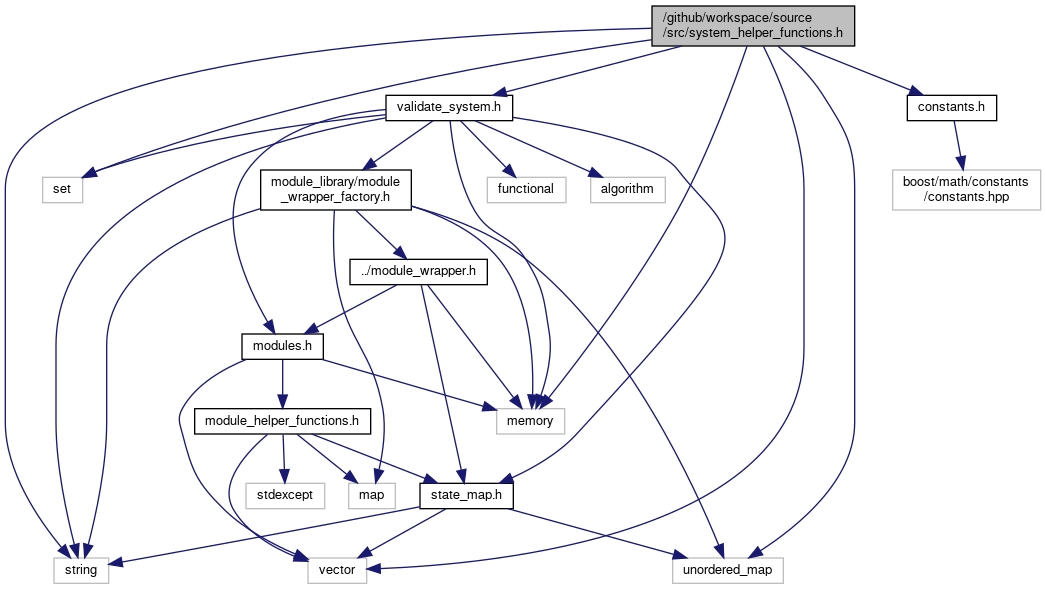 /github/workspace/source
/src/system_helper_functions.h
validate_system.h
constants.h
set
module_library/module
_wrapper_factory.h
functional
algorithm
boost/math/constants
/constants.hpp
../module_wrapper.h
modules.h
module_helper_functions.h
memory
stdexcept
map
state_map.h
string
vector
unordered_map